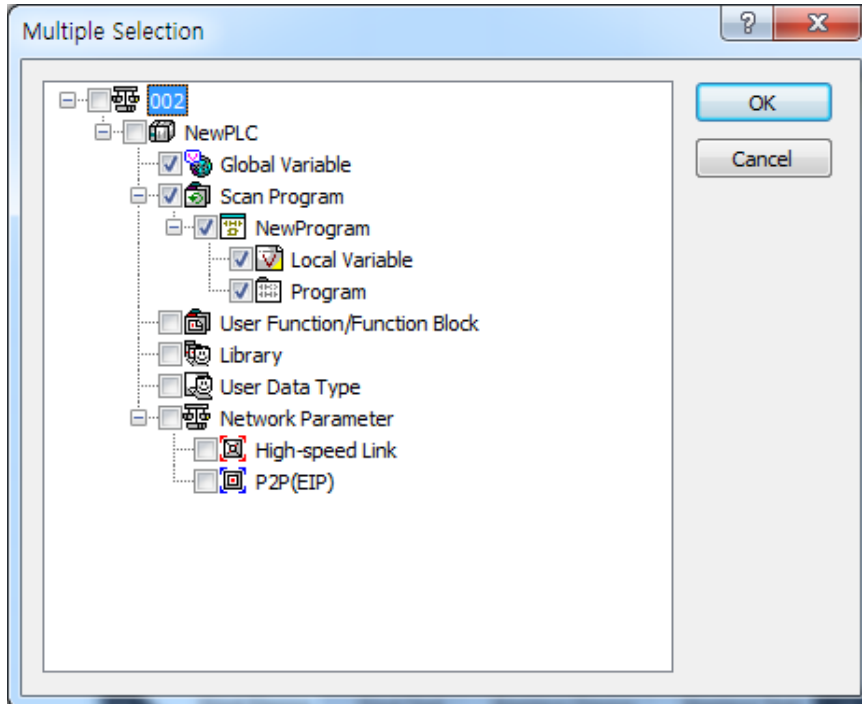 Multiple Selection
002
NewPLC
Global Variable
Scan Program
NewProgram
Local Variable
Program
User Function/Function Block
Library
User Data Type
Network Parameter
High-speed Link
P2P(EIP)
OK
Cancel